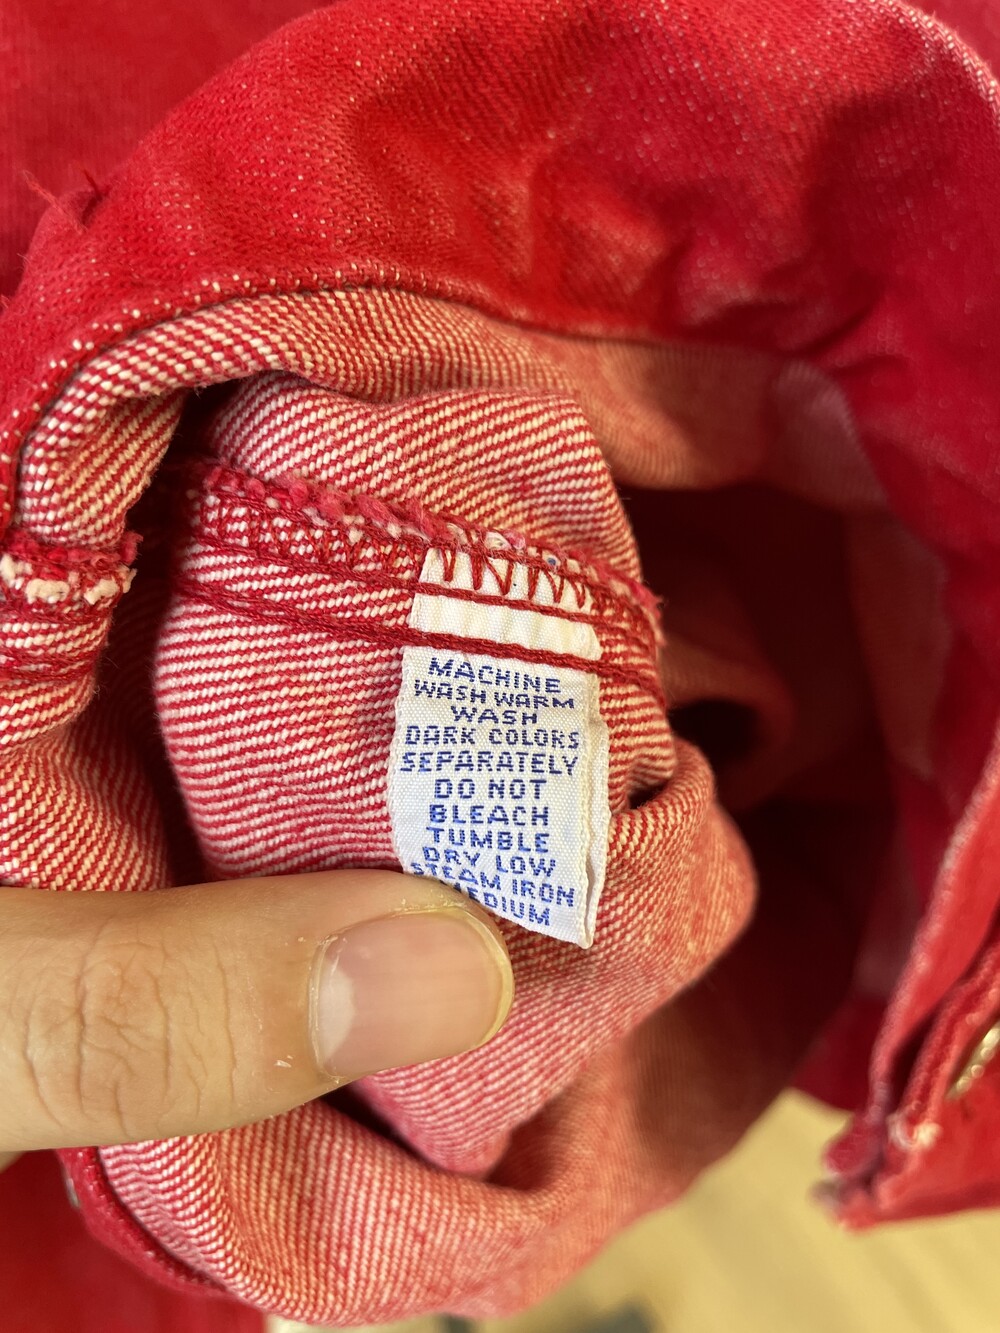 MACHINE
WASH WARM
WASH
DARK COLORS
SEPARATELY
DO NOT
BLEACH
TUMBLE
DRY LOW
STEAM IRON
MEDIUM